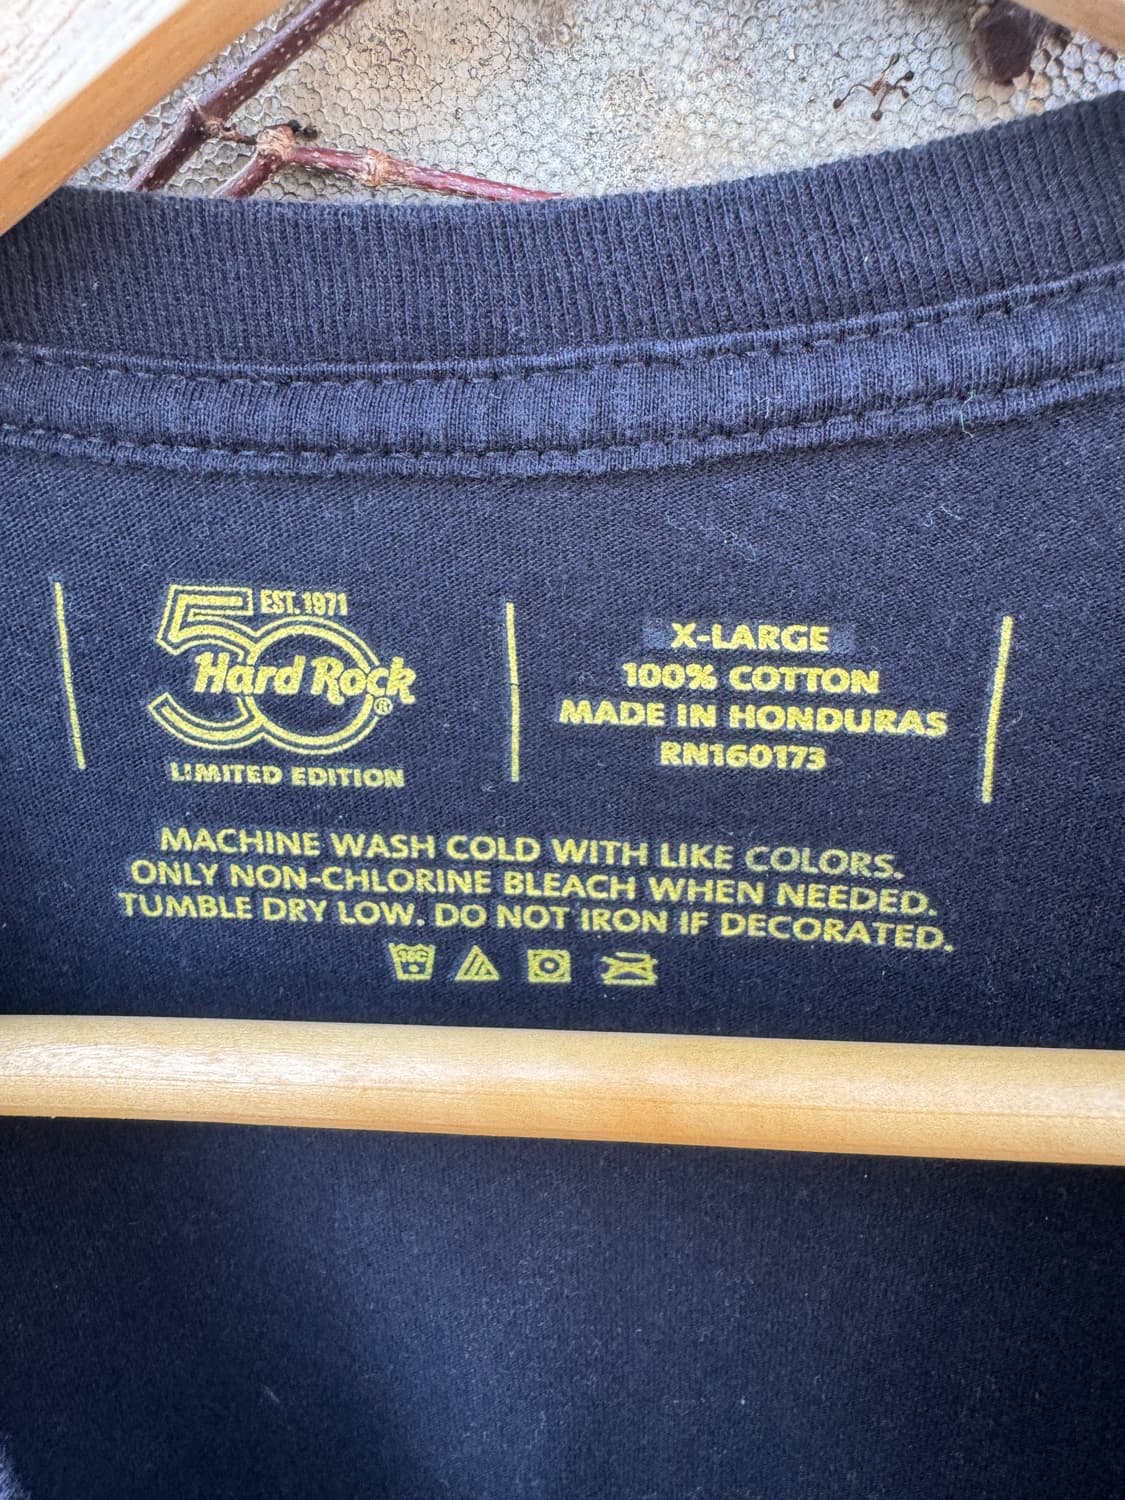 50 EST. 1971
Hard Rock®
LIMITED EDITION
X-LARGE
100% COTTON
MADE IN HONDURAS
RN160173
MACHINE WASH COLD WITH LIKE COLORS.
ONLY NON-CHLORINE BLEACH WHEN NEEDED.
TUMBLE DRY LOW. DO NOT IRON IF DECORATED.